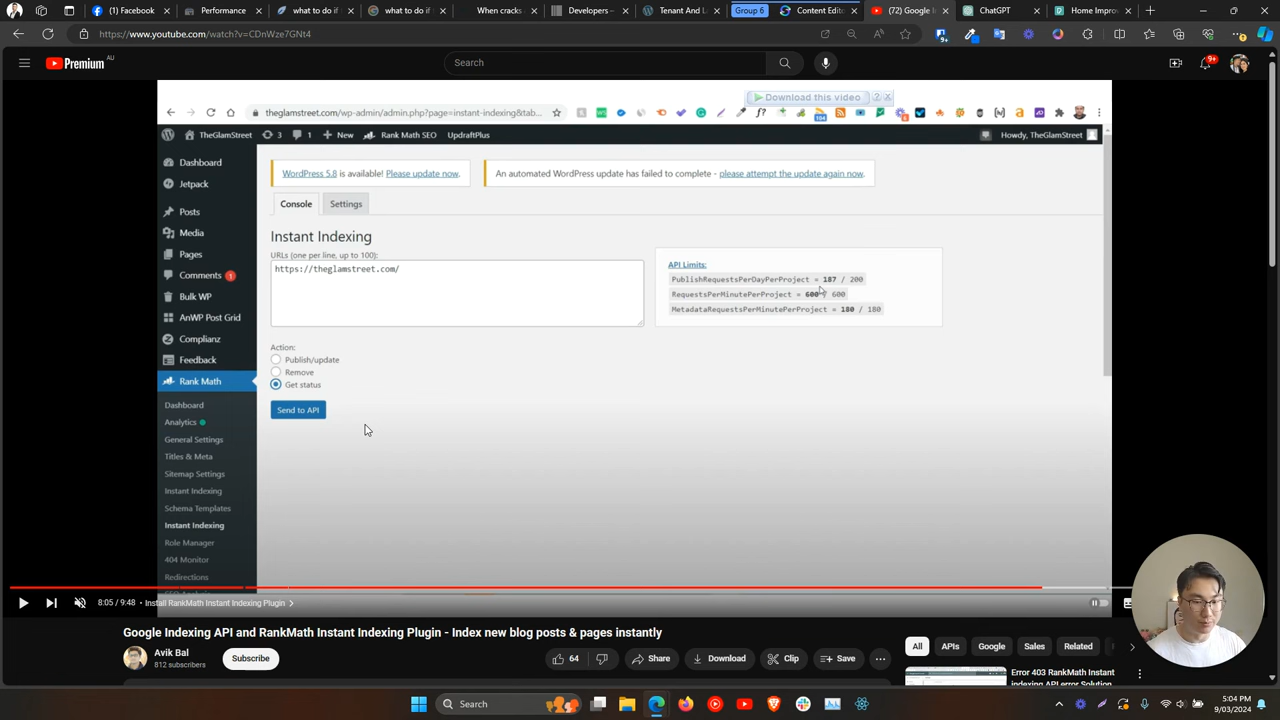 (1) Facebook
Performance
what to do if
what to do if
When cracks
Developers –
Tenant And L
Group 6
Content Edito
(72) Google I
ChatGPT
Home Improv
https://www.youtube.com/watch?v=CDnWze7GNt4
Premium AU
Search
9+
Download this video
theglamstreet.com/wp-admin/admin.php?page=instant-indexing&tab...
TheGlamStreet 3 1 New Rank Math SEO UpdraftPlus
Howdy, TheGlamStreet
Dashboard
Jetpack
Posts
Media
Pages
Comments 1
Bulk WP
AnWP Post Grid
Complianz
Feedback
Rank Math
Dashboard
Analytics
General Settings
Titles & Meta
Sitemap Settings
Instant Indexing
Schema Templates
Instant Indexing
Role Manager
404 Monitor
Redirections
WordPress 5.8 is available! Please update now.
An automated WordPress update has failed to complete - please attempt the update again now.
Console
Settings
Instant Indexing
URLs (one per line, up to 100):
https://theglamstreet.com/
API Limits:
PublishRequestsPerDayPerProject = 187 / 200
RequestsPerMinutePerProject = 600 / 600
MetadataRequestsPerMinutePerProject = 180 / 180
Action:
Publish/update
Remove
Get status
Send to API
8:05 / 9:48 • Install RankMath Instant Indexing Plugin
Google Indexing API and RankMath Instant Indexing Plugin - Index new blog posts & pages instantly
Avik Bal
812 subscribers
Subscribe
64
Share
Download
Clip
Save
All
APIs
Google
Sales
Related
Error 403 RankMath Instant
indexing API error Solution
Search
5:04 PM
9/03/2024